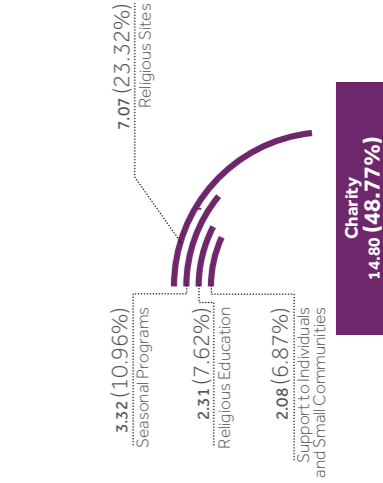 7.07 (23.32%)
Religious Sites
3.32 (10.96%)
Seasonal Programs
2.31 (7.62%)
Religious Education
2.08 (6.87%)
Support to Individuals
and Small Communities
Charity
14.80 (48.77%)